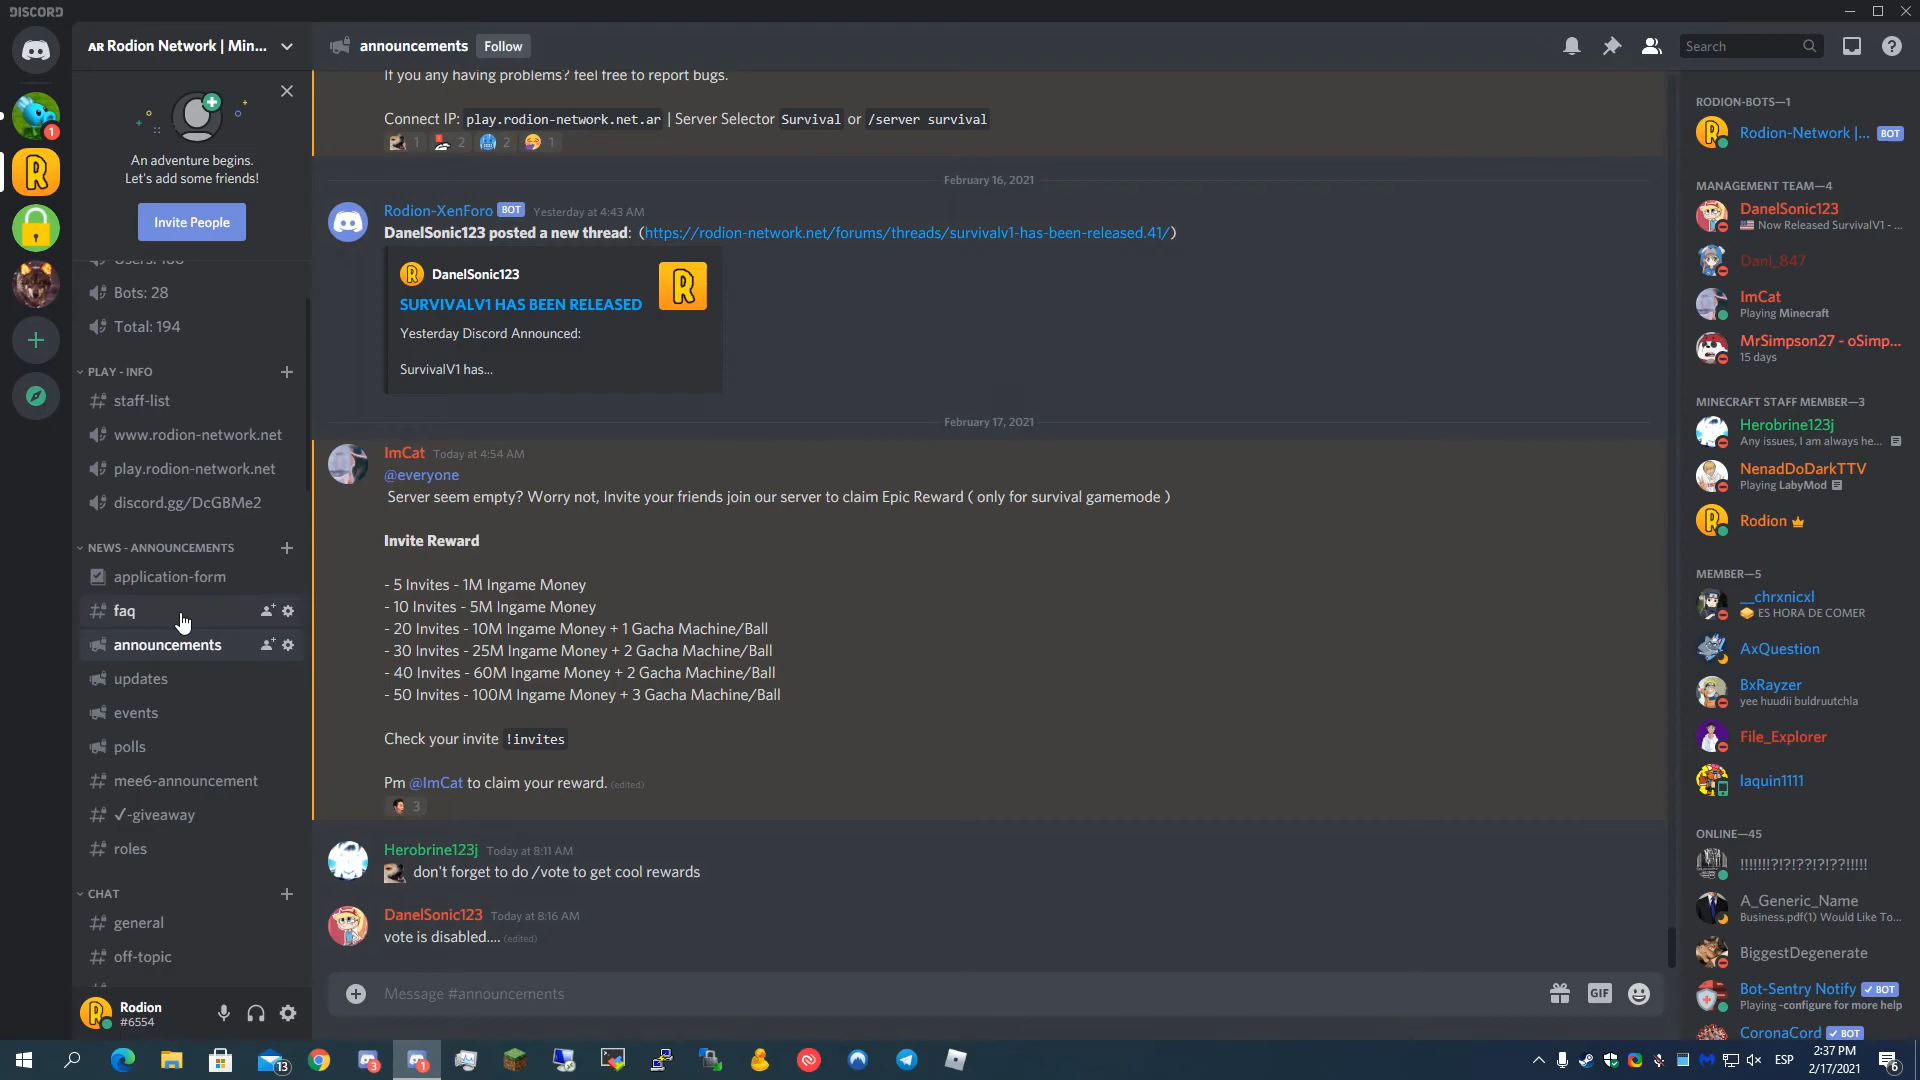 DISCORD
AR Rodion Network | Min...
An adventure begins.
Let's add some friends!
Invite People
Bots: 28
Total: 194
PLAY - INFO
staff-list
www.rodion-network.net
play.rodion-network.net
discord.gg/DcGBMe2
NEWS - ANNOUNCEMENTS
application-form
faq
announcements
updates
events
polls
mee6-announcement
✓-giveaway
roles
CHAT
general
off-topic
Rodion
#6554
announcements
Follow
Search
If you any having problems? feel free to report bugs.
Connect IP: play.rodion-network.net.ar | Server Selector Survival or /server survival
1 2 2 1
February 16, 2021
Rodion-XenForo BOT Yesterday at 4:43 AM
DanelSonic123 posted a new thread: (https://rodion-network.net/forums/threads/survivalv1-has-been-released.41/)
DanelSonic123
SURVIVALV1 HAS BEEN RELEASED
Yesterday Discord Announced:
SurvivalV1 has...
February 17, 2021
ImCat Today at 4:54 AM
@everyone
Server seem empty? Worry not, Invite your friends join our server to claim Epic Reward ( only for survival gamemode )
Invite Reward
- 5 Invites - 1M Ingame Money
- 10 Invites - 5M Ingame Money
- 20 Invites - 10M Ingame Money + 1 Gacha Machine/Ball
- 30 Invites - 25M Ingame Money + 2 Gacha Machine/Ball
- 40 Invites - 60M Ingame Money + 2 Gacha Machine/Ball
- 50 Invites - 100M Ingame Money + 3 Gacha Machine/Ball
Check your invite !invites
Pm @ImCat to claim your reward. (edited)
3
Herobrine123j Today at 8:11 AM
don't forget to do /vote to get cool rewards
DanelSonic123 Today at 8:16 AM
vote is disabled.... (edited)
Message #announcements
GIF
RODION-BOTS—1
Rodion-Network |... BOT
MANAGEMENT TEAM—4
DanelSonic123
Now Released SurvivalV1 - ...
Dani_847
ImCat
Playing Minecraft
MrSimpson27 - oSimp...
15 days
MINECRAFT STAFF MEMBER—3
Herobrine123j
Any issues, I am always he...
NenadDoDarkTTV
Playing LabyMod
Rodion
MEMBER—5
__chrxnicxl
ES HORA DE COMER
AxQuestion
BxRayzer
yee huudii buldruutchla
File_Explorer
laquin1111
ONLINE—45
!!!!!!!?!?!??!?!??!!!!!
A_Generic_Name
Business.pdf(1) Would Like To...
BiggestDegenerate
Bot-Sentry Notify ✓ BOT
Playing -configure for more help
CoronaCord ✓ BOT
1
13
3
1
ESP
2:37 PM
2/17/2021
6